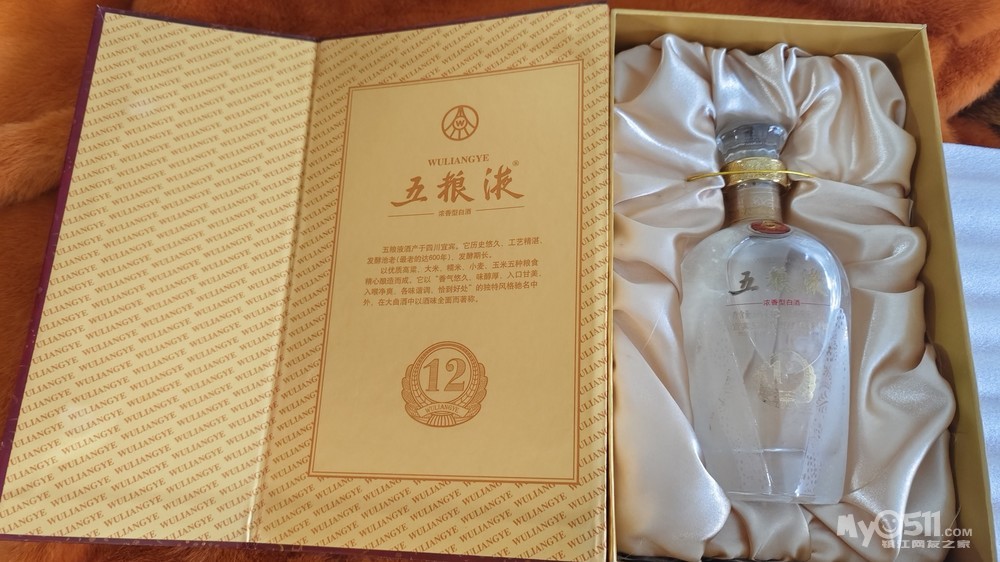 W
WULIANGYE
五粮液®
浓香型白酒
五粮液酒产于四川宜宾。它历史悠久、工艺精湛、
发酵池老(最老的达600年)、发酵期长。
以优质高粱、大米、糯米、小麦、玉米五种粮食
精心酿造而成。它以“香气悠久、味醇厚、入口甘美、
入喉净爽、各味谐调、恰到好处”的独特风格驰名中
外，在大曲酒中以酒味全面而著称。
12
WULIANGYE
五粮液
浓香型白酒
12
My0511.COM
镇江网友之家